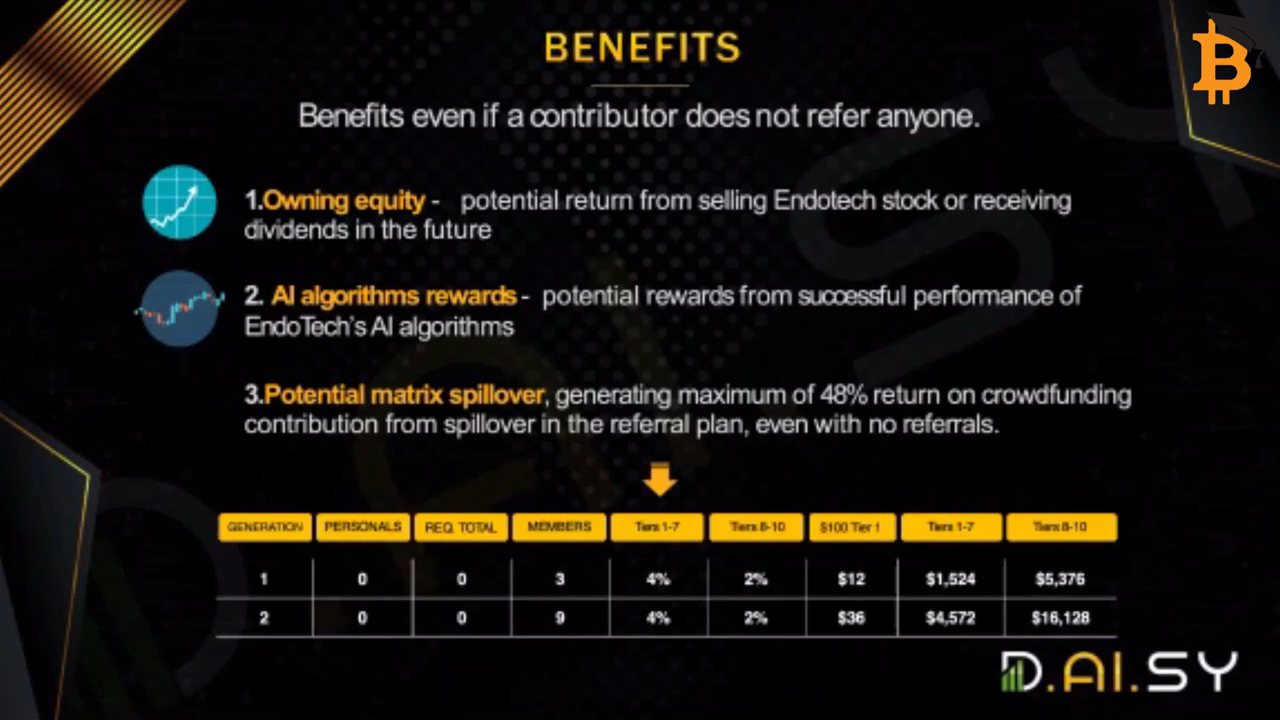 BENEFITS
Benefits even if a contributor does not refer anyone.
1.Owning equity - potential return from selling Endotech stock or receiving
dividends in the future
2. AI algorithms rewards - potential rewards from successful performance of
EndoTech's AI algorithms
3.Potential matrix spillover, generating maximum of 48% return on crowdfunding
contribution from spillover in the referral plan, even with no referrals.
GENERATION PERSONALS REQ. TOTAL MEMBERS Tiers 1-7 Tiers 8-10 $100 Tier 1 Tiers 1-7 Tiers 8-10
1 0 0 3 4% 2% $12 $1,524 $5,376
2 0 0 9 4% 2% $36 $4,572 $16,128
D.AI.SY